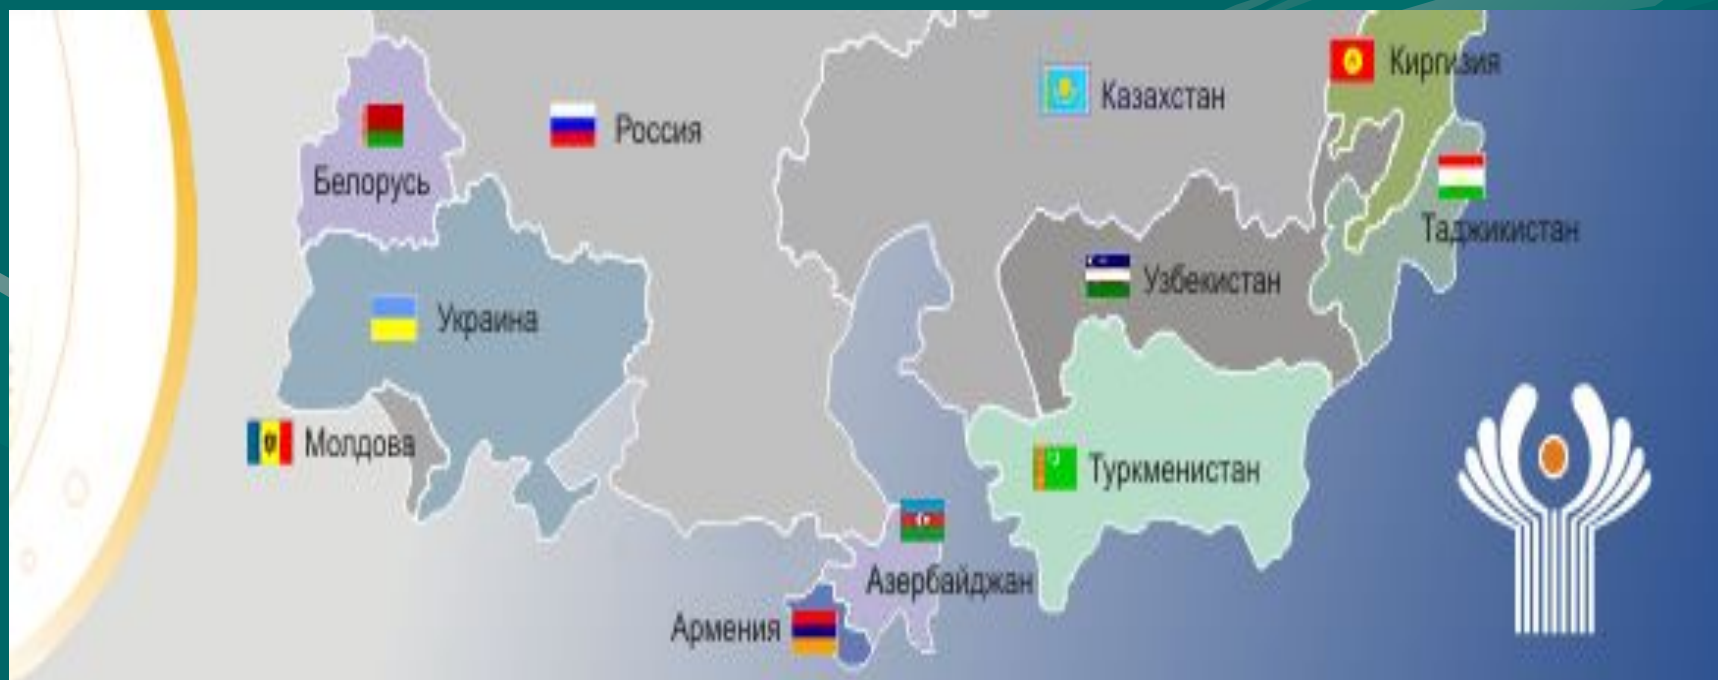 Киргизия
Казахстан
Россия
Белорусь
Таджикистан
Узбекистан
Украина
Молдова
Туркменистан
Азербайджан
Армения